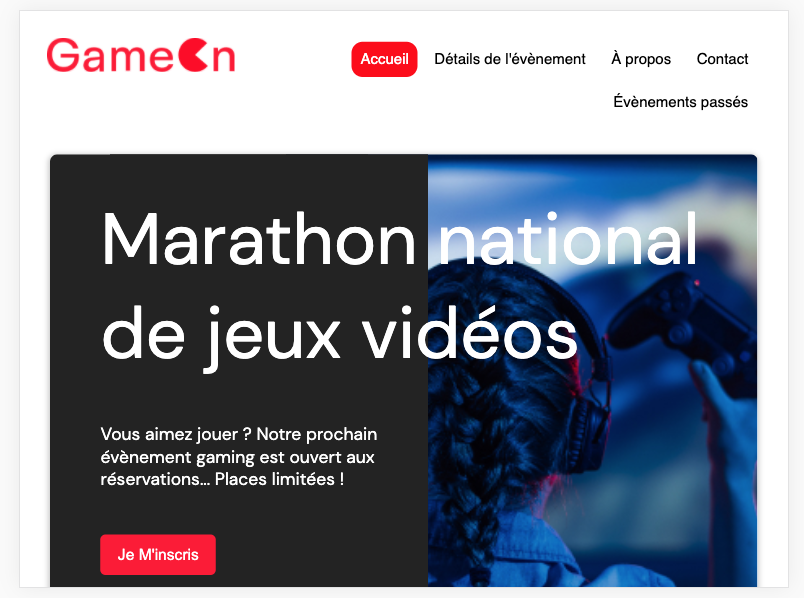 GameOn
Accueil Détails de l'évènement À propos Contact
Évènements passés
Marathon national
de jeux vidéos
Vous aimez jouer ? Notre prochain
évènement gaming est ouvert aux
réservations... Places limitées !
Je M'inscris